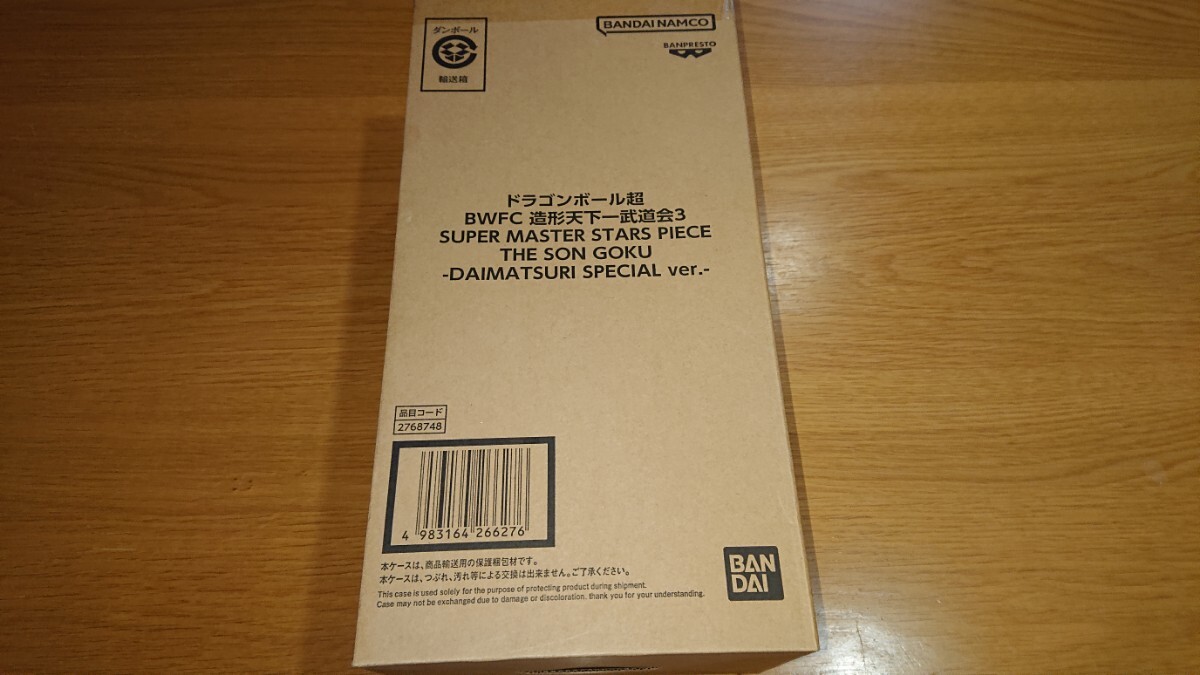 ダンボール
輸送箱
BANDAI NAMCO
BANPRESTO
ドラゴンボール超
BWFC 造形天下一武道会3
SUPER MASTER STARS PIECE
THE SON GOKU
-DAIMATSURI SPECIAL ver.-
品目コード
2768748
4 983164 266276
本ケースは、商品輸送用の保護梱包材です。
本ケースは、つぶれ、汚れ等による交換は出来ません。ご了承ください。
This case is used solely for the purpose of protecting product during shipment.
Case may not be exchanged due to damage or discoloration. thank you for your understanding.
BAN
DAI